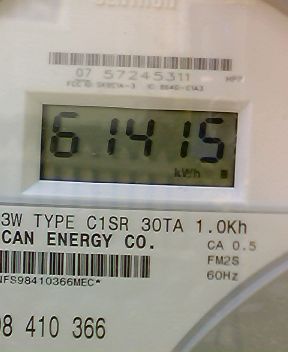 07 57245311
61415
kWh
3W TYPE C1SR 30TA 1.0Kh
CAN ENERGY CO.
CA 0.5
FM2S
60Hz
NFS98410366MEC*
98 410 366